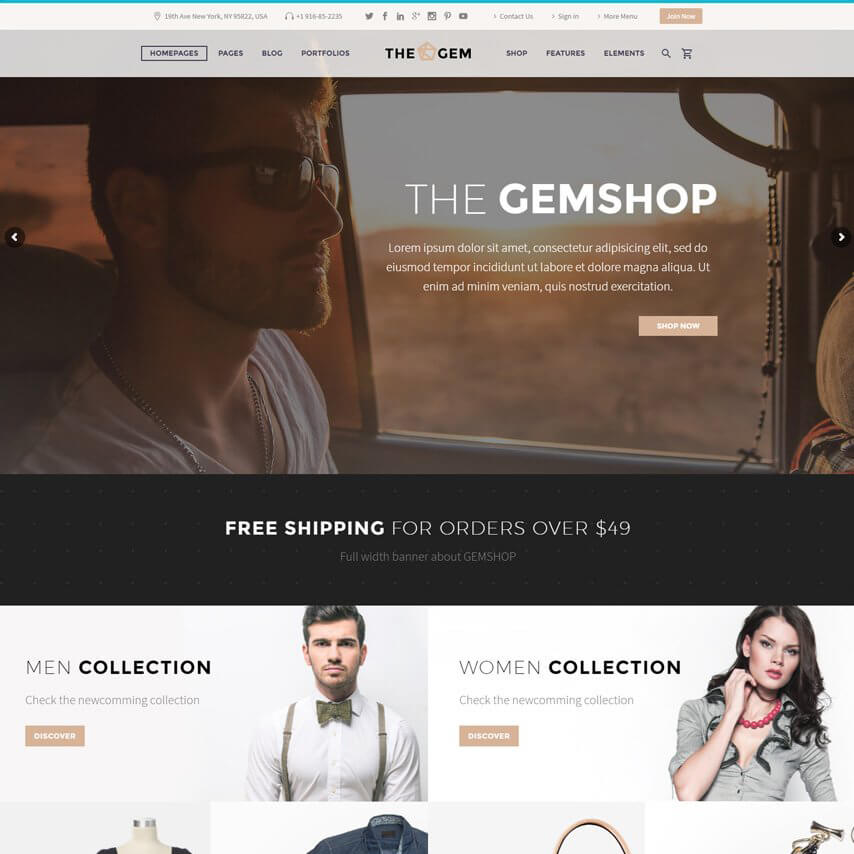 19th Ave New York, NY 95822, USA
+1 916-85-2235
Contact Us
Sign in
More Menu
Join Now
HOMEPAGES
PAGES
BLOG
PORTFOLIOS
THE GEM
SHOP
FEATURES
ELEMENTS
THE GEMSHOP
Lorem ipsum dolor sit amet, consectetur adipisicing elit, sed do
eiusmod tempor incididunt ut labore et dolore magna aliqua. Ut
enim ad minim veniam, quis nostrud exercitation.
SHOP NOW
FREE SHIPPING FOR ORDERS OVER $49
Full width banner about GEMSHOP
MEN COLLECTION
Check the newcomming collection
DISCOVER
WOMEN COLLECTION
Check the newcomming collection
DISCOVER